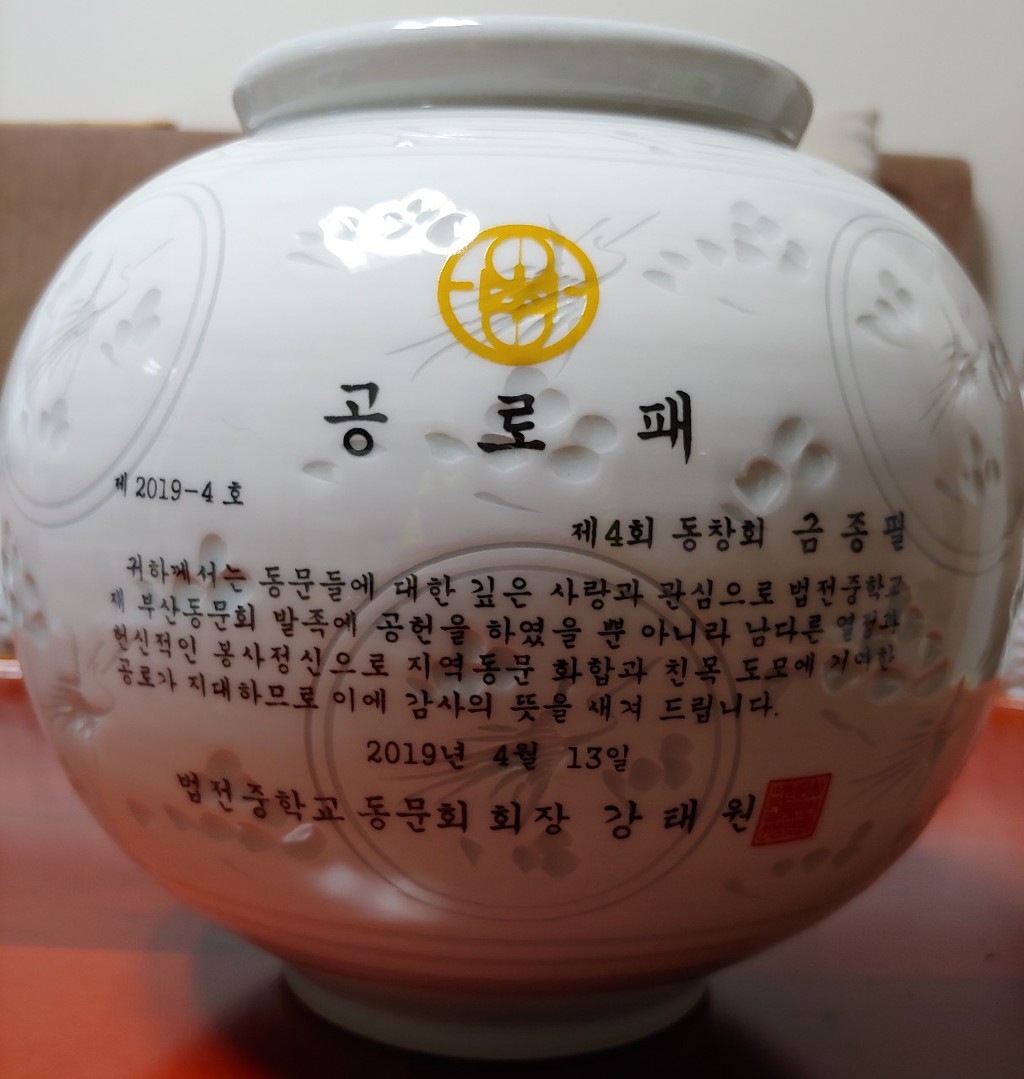 공 로 패
제 2019-4 호
제4회 동창회 금 종 필
귀하께서는 동문들에 대한 깊은 사랑과 관심으로 법전중학교
재 부산동문회 발족에 공헌을 하였을 뿐 아니라 남다른 열정과
헌신적인 봉사정신으로 지역동문 화합과 친목 도모에 기여한
공로가 지대하므로 이에 감사의 뜻을 새겨 드립니다.
2019년 4월 13일
법전중학교 동문회 회장 강 태 원